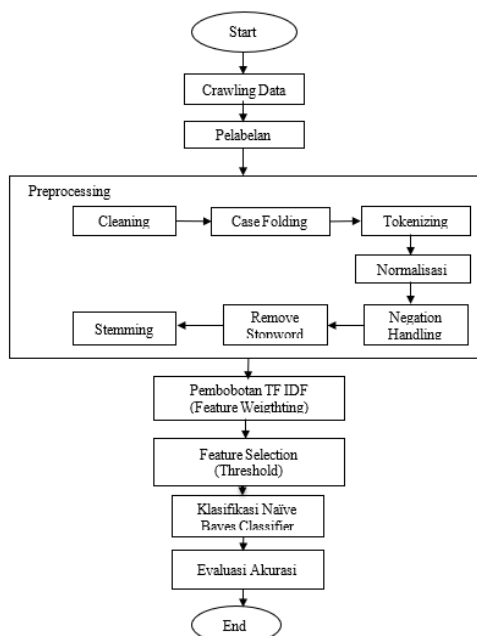 Start
Crawling Data
Pelabelan
Preprocessing
Cleaning
Case Folding
Tokenizing
Normalisasi
Negation
Handling
Remove
Stopword
Stemming
Pembobotan TF IDF
(Feature Weigthting)
Feature Selection
(Threshold)
Klasifikasi Naïve
Bayes Classifier
Evaluasi Akurasi
End